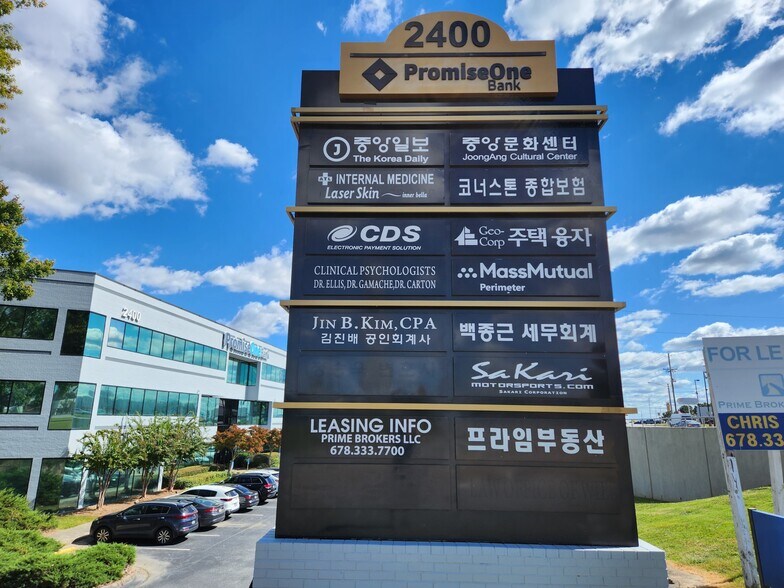 2400
PromiseOne
Bank
중앙일보
The Korea Daily
중앙문화센터
JoongAng Cultural Center
INTERNAL MEDICINE
Laser Skin
inner bella
코너스톤 종합보험
CDS
ELECTRONIC PAYMENT SOLUTION
Geo-
Corp 주택 융자
CLINICAL PSYCHOLOGISTS
DR. ELLIS, DR. GAMACHE, DR. CARTON
MassMutual
Perimeter
JIN B. KIM, CPA
김진배 공인회계사
백종근 세무회계
SaKari
MOTORSPORTS.COM
SAKARI CORPORATION
LEASING INFO
PRIME BROKERS LLC
678.333.7700
프라임부동산
2400
PromiseOne
FOR LE
PRIME BROKE
CHRIS
678.33